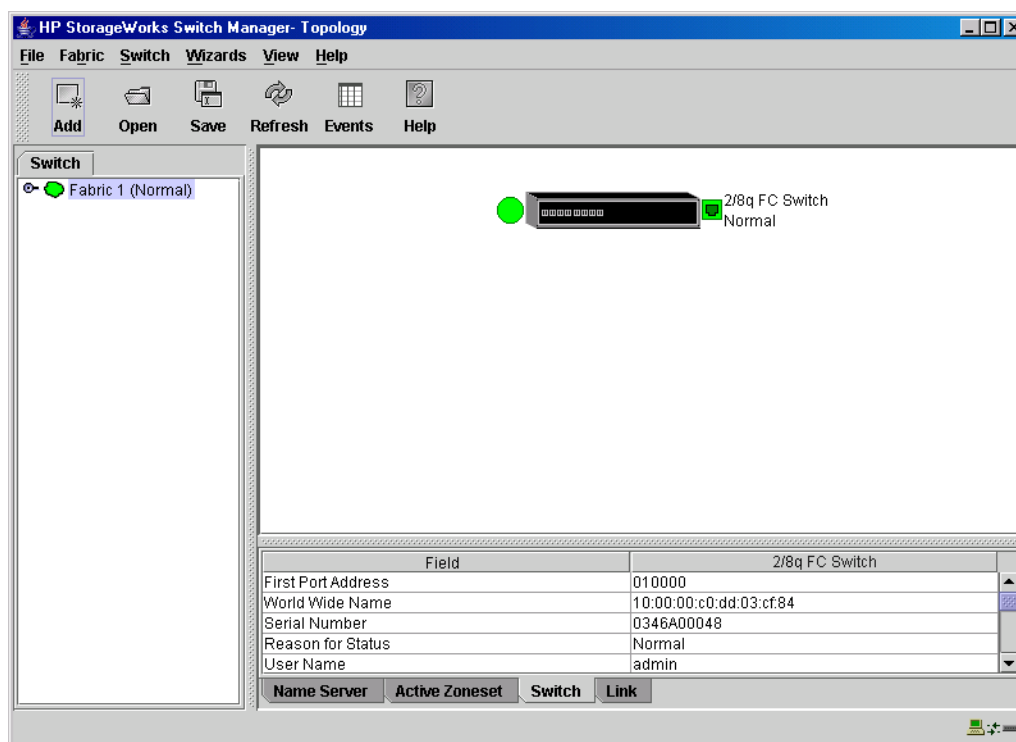 HP StorageWorks Switch Manager- Topology
File Fabric Switch Wizards View Help
Add Open Save Refresh Events Help
Switch
Fabric 1 (Normal)
2/8q FC Switch
Normal
Field 2/8q FC Switch
First Port Address 010000
World Wide Name 10:00:00:c0:dd:03:cf:84
Serial Number 0346A00048
Reason for Status Normal
User Name admin
Name Server Active Zoneset Switch Link